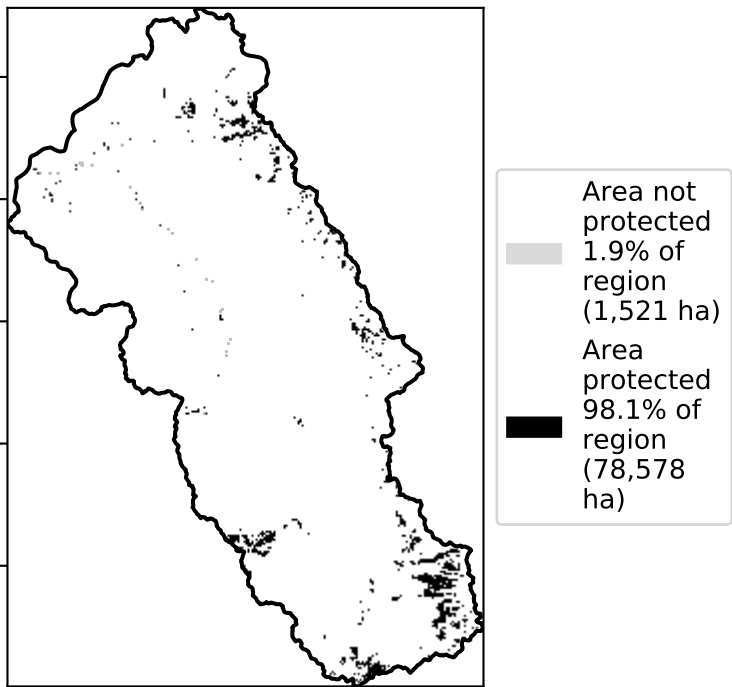 Area not
protected
1.9% of
region
(1,521 ha)
Area
protected
98.1% of
region
(78,578
ha)